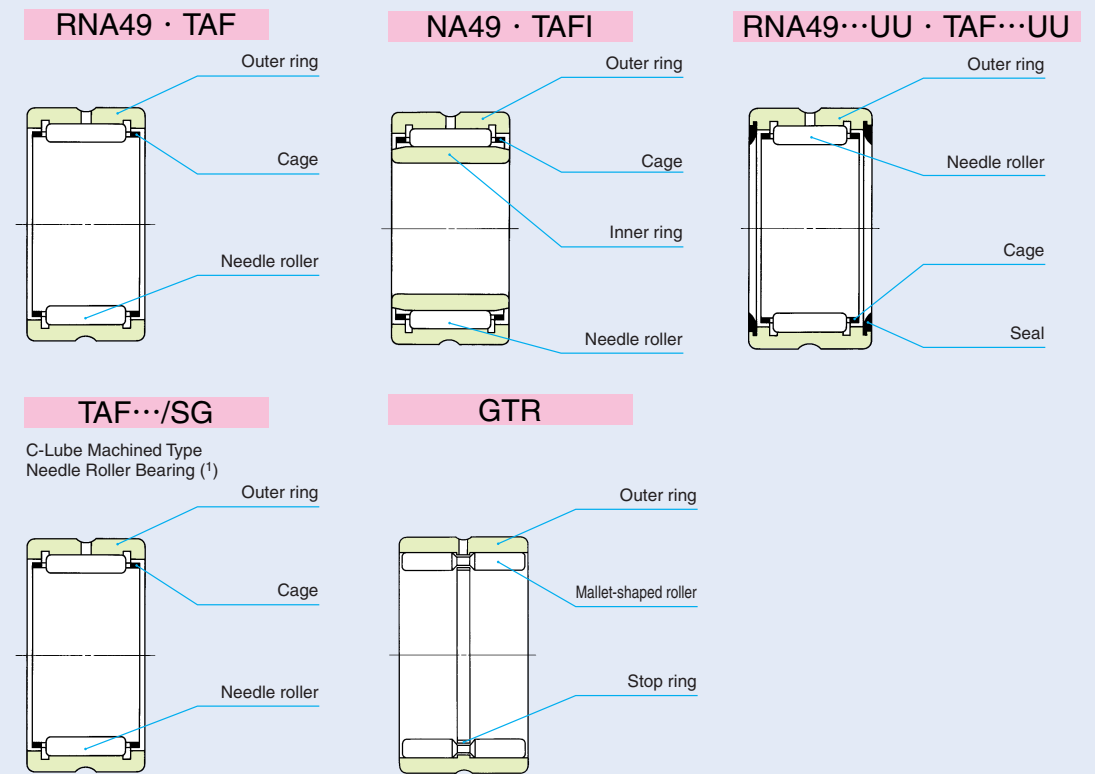 RNA49・TAF
Outer ring
Cage
Needle roller
NA49・TAFI
Outer ring
Cage
Inner ring
Needle roller
RNA49⋯UU・TAF⋯UU
Outer ring
Needle roller
Cage
Seal
TAF⋯/SG
C-Lube Machined Type
Needle Roller Bearing (¹)
Outer ring
Cage
Needle roller
GTR
Outer ring
Mallet-shaped roller
Stop ring